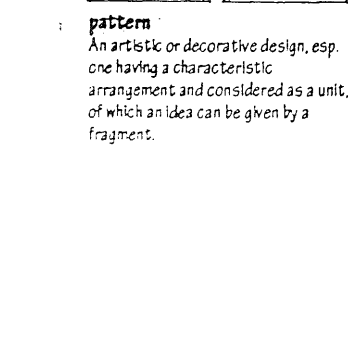 pattern
An artistic or decorative design, esp.
one having a characteristic
arrangement and considered as a unit,
of which an idea can be given by a
fragment.